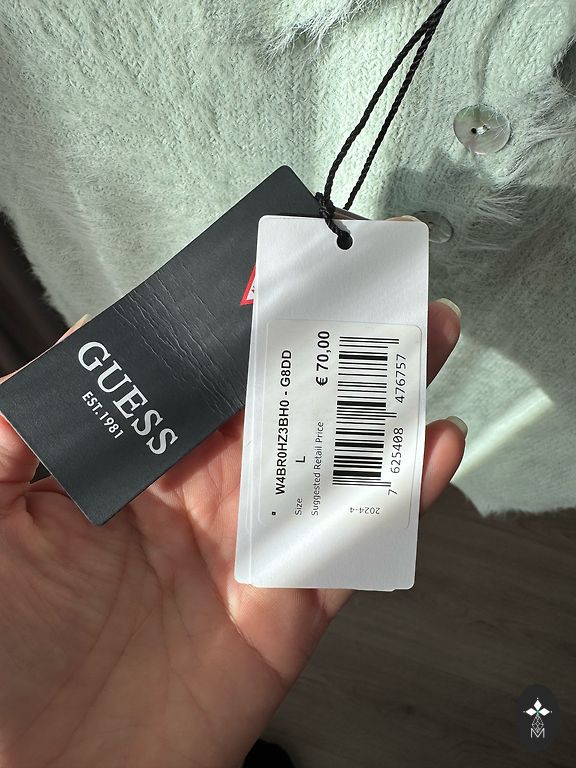 GUESS
EST. 1981
W4BR0HZ3BH0 - G8DD
Size L
Suggested Retail Price € 70,00
7 625408 476757
2024-4
M